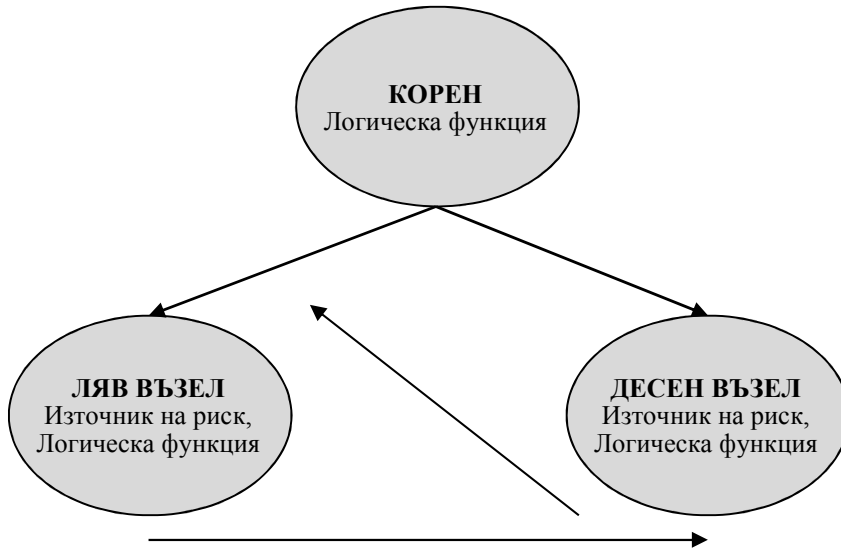 КОРЕН
Логическа функция
ЛЯВ ВЪЗЕЛ
Източник на риск,
Логическа функция
ДЕСЕН ВЪЗЕЛ
Източник на риск,
Логическа функция